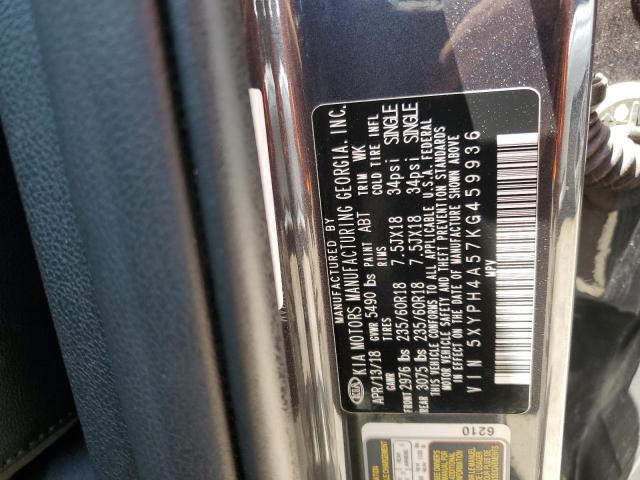 MANUFACTURED BY
KIA KIA MOTORS MANUFACTURING GEORGIA, INC.
APR/13/18 GVWR 5490 lbs PAINT ABT TRIM WK
GAWR TIRES RIMS COLD TIRE INFL
FRONT 2976 lbs 235/60R18 7.5JX18 34psi SINGLE
REAR 3075 lbs 235/60R18 7.5JX18 34psi SINGLE
THIS VEHICLE CONFORMS TO ALL APPLICABLE U.S.A. FEDERAL
MOTOR VEHICLE SAFETY AND THEFT PREVENTION STANDARDS
IN EFFECT ON THE DATE OF MANUFACTURE SHOWN ABOVE
VIN 5XYPH4A57KG459936
MPV
6210